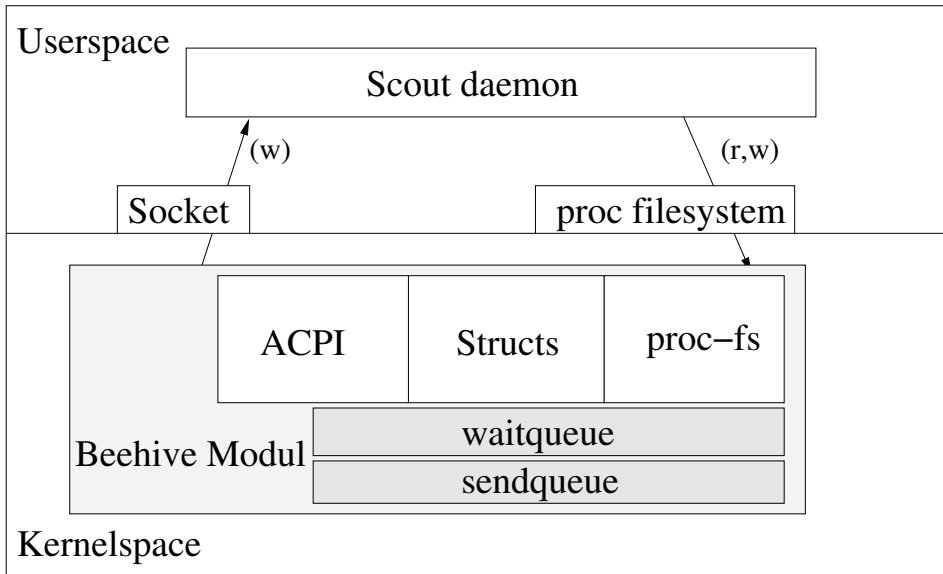 Userspace
Scout daemon
(w)
(r,w)
Socket
proc filesystem
ACPI
Structs
proc−fs
waitqueue
Beehive Modul
sendqueue
Kernelspace